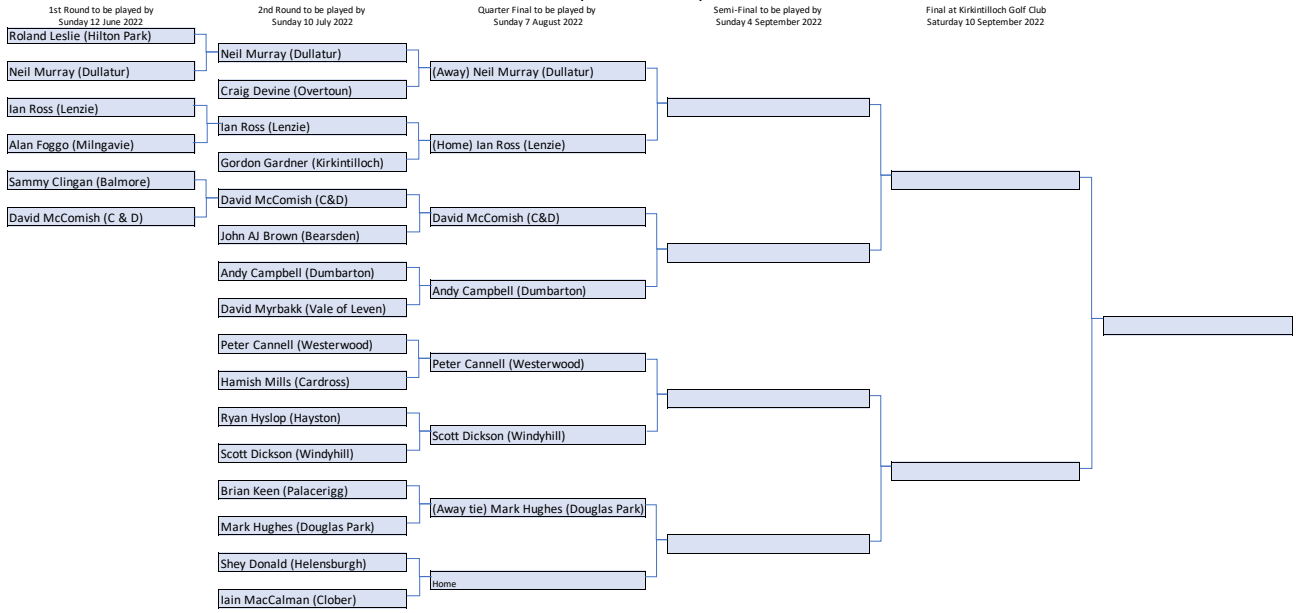 1st Round to be played by
Sunday 12 June 2022
2nd Round to be played by
Sunday 10 July 2022
Quarter Final to be played by
Sunday 7 August 2022
Semi-Final to be played by
Sunday 4 September 2022
Final at Kirkintilloch Golf Club
Saturday 10 September 2022
Roland Leslie (Hilton Park)
Neil Murray (Dullatur)
Ian Ross (Lenzie)
Alan Foggo (Milngavie)
Sammy Clingan (Balmore)
David McComish (C & D)
Neil Murray (Dullatur)
Craig Devine (Overtoun)
Ian Ross (Lenzie)
Gordon Gardner (Kirkintilloch)
David McComish (C&D)
John AJ Brown (Bearsden)
Andy Campbell (Dumbarton)
David Myrbakk (Vale of Leven)
Peter Cannell (Westerwood)
Hamish Mills (Cardross)
Ryan Hyslop (Hayston)
Scott Dickson (Windyhill)
Brian Keen (Palacerigg)
Mark Hughes (Douglas Park)
Shey Donald (Helensburgh)
Iain MacCalman (Clober)
(Away) Neil Murray (Dullatur)
(Home) Ian Ross (Lenzie)
David McComish (C&D)
Andy Campbell (Dumbarton)
Peter Cannell (Westerwood)
Scott Dickson (Windyhill)
(Away tie) Mark Hughes (Douglas Park)
Home